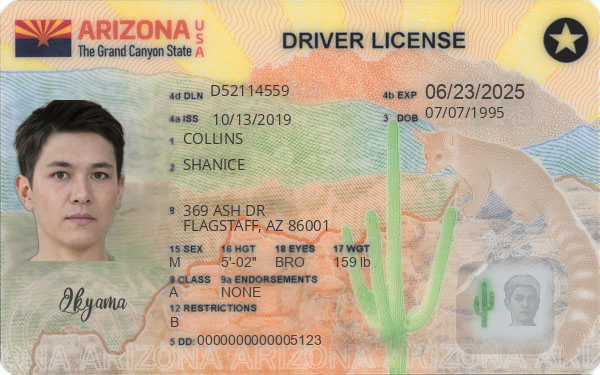 ARIZONA USA
The Grand Canyon State
DRIVER LICENSE
4d DLN D52114559
4b EXP 06/23/2025
4a ISS 10/13/2019
3 DOB 07/07/1995
1 COLLINS
2 SHANICE
8 369 ASH DR
FLAGSTAFF, AZ 86001
15 SEX 16 HGT 18 EYES 17 WGT
M 5'-02" BRO 159 lb
9 CLASS 9a ENDORSEMENTS
A NONE
12 RESTRICTIONS
B
Okyama
5 DD: 0000000000005123
ARIZONA ARIZONA ARIZONA ARIZONA